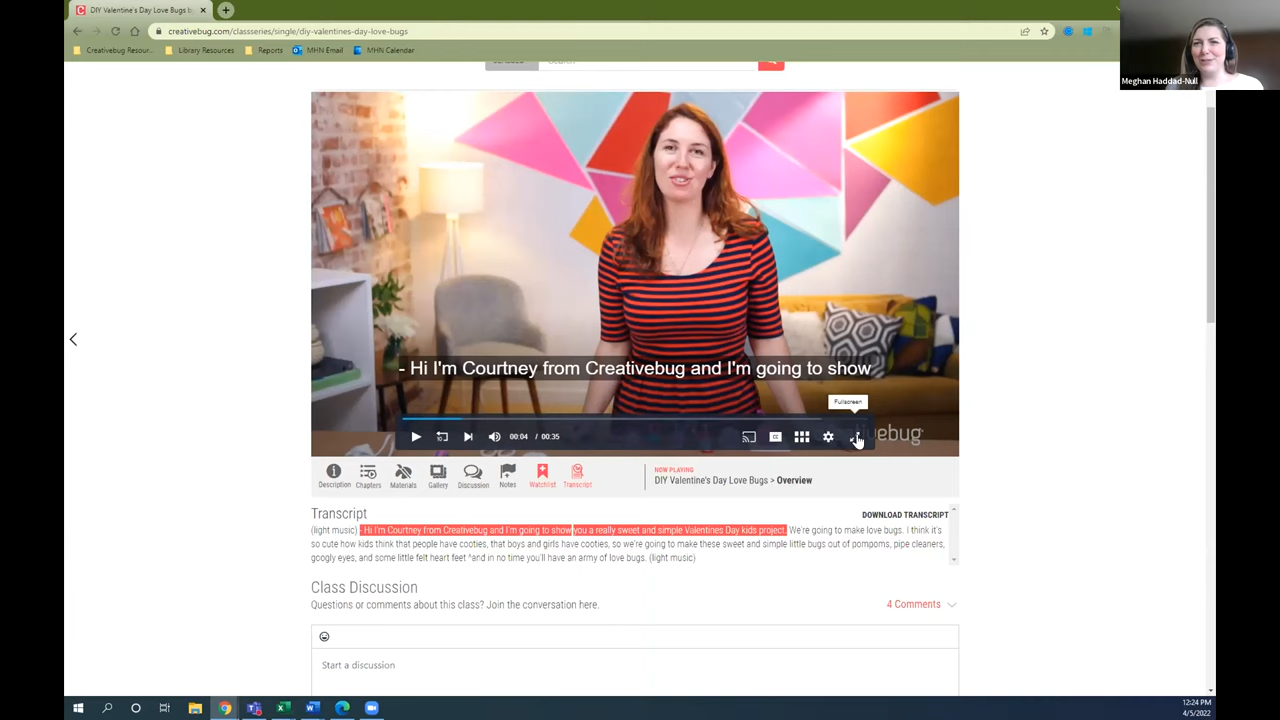 DIY Valentine's Day Love Bugs b
creativebug.com/classseries/single/diy-valentines-day-love-bugs
Creativebug Resour...
Library Resources
Reports
MHN Email
MHN Calendar
Meghan Haddad-Null
Search
- Hi I'm Courtney from Creativebug and I'm going to show
Fullscreen
00:04 / 00:35
CC
Description
Chapters
Materials
Gallery
Discussion
Notes
Watchlist
Transcript
NOW PLAYING
DIY Valentine's Day Love Bugs > Overview
Transcript
DOWNLOAD TRANSCRIPT
(light music) - Hi I'm Courtney from Creativebug and I'm going to show you a really sweet and simple Valentines Day kids project. We're going to make love bugs. I think it's
so cute how kids think that people have cooties, that boys and girls have cooties, so we're going to make these sweet and simple little bugs out of pompoms, pipe cleaners,
googly eyes, and some little felt heart feet ^and in no time you'll have an army of love bugs. (light music)
Class Discussion
Questions or comments about this class? Join the conversation here.
4 Comments
Start a discussion
12:24 PM
4/5/2022